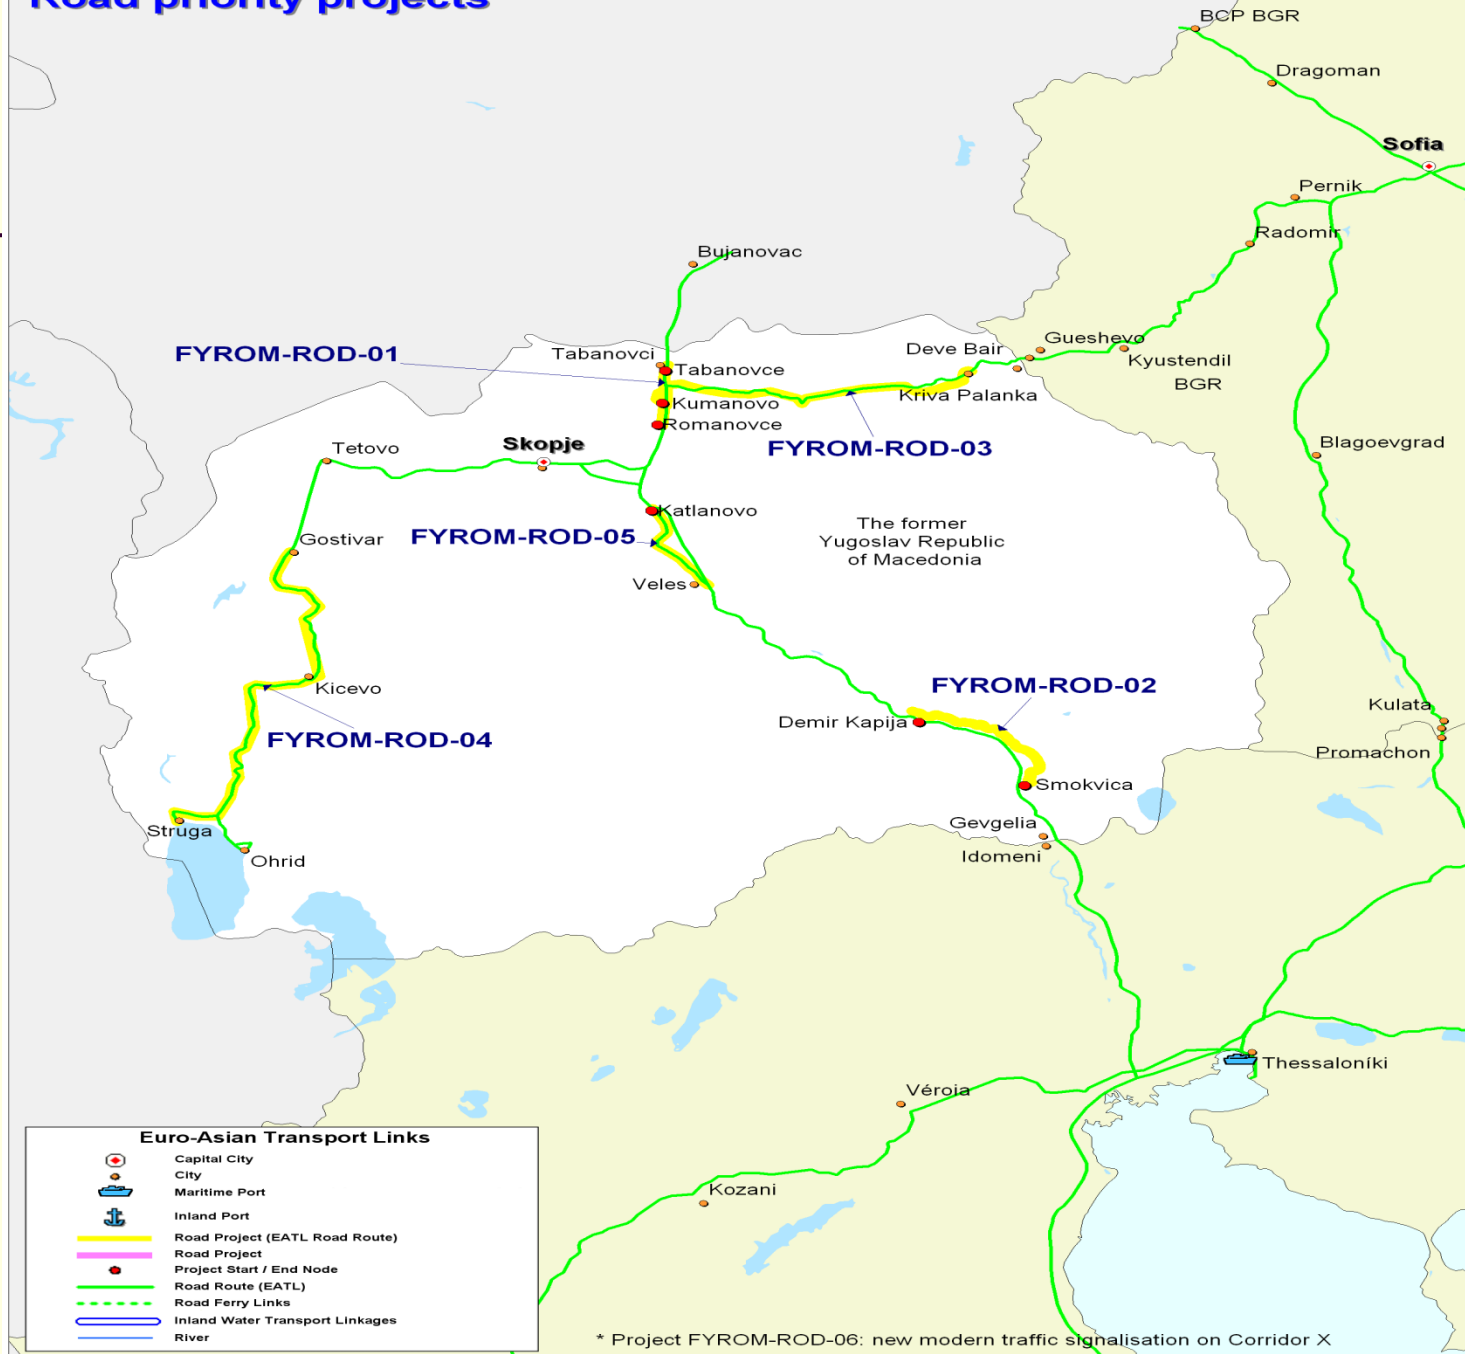 Road priority projects
BCP BGR
Dragoman
Sofia
Pernik
Radomir
Bujanovac
FYROM-ROD-01
Tabanovci
Tabanovce
Deve Bair
Gueshevo
Kyustendil
BGR
Kriva Palanka
Kumanovo
Romanovce
FYROM-ROD-03
Tetovo
Skopje
Blagoevgrad
Katlanovo
Gostivar
FYROM-ROD-05
The former
Yugoslav Republic
of Macedonia
Veles
Kicevo
FYROM-ROD-02
FYROM-ROD-04
Demir Kapija
Kulata
Promachon
Smokvica
Struga
Gevgelia
Ohrid
Idomeni
Thessaloníki
Véroia
Kozani
Euro-Asian Transport Links
Capital City
City
Maritime Port
Inland Port
Road Project (EATL Road Route)
Road Project
Project Start / End Node
Road Route (EATL)
Road Ferry Links
Inland Water Transport Linkages
River
* Project FYROM-ROD-06: new modern traffic signalisation on Corridor X